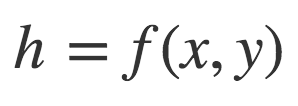 h = f(x, y)